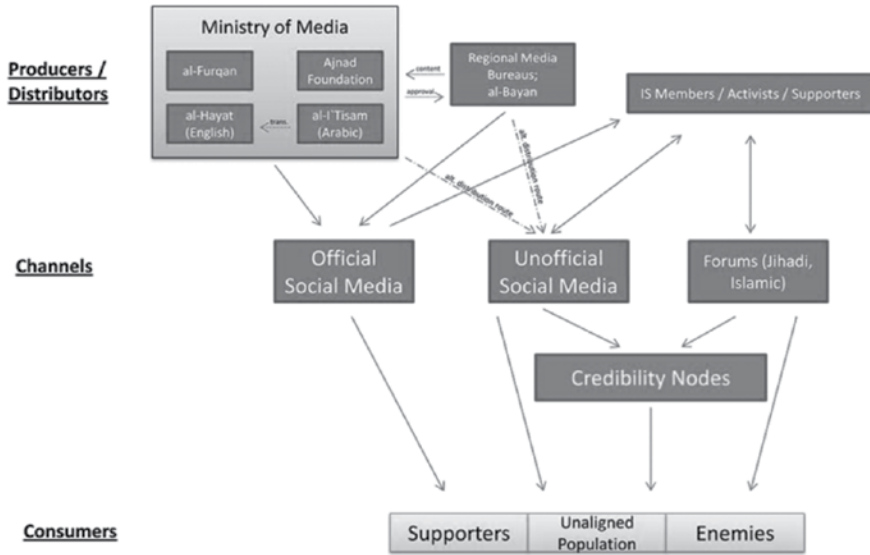 Ministry of Media
Producers /
Distributors
al-Furqan
Ajnad
Foundation
al-Hayat
(English)
trans.
al-I`Tisam
(Arabic)
content
approval
Regional Media
Bureaus;
al-Bayan
IS Members / Activists / Supporters
alt. distribution route
alt. distribution route
Channels
Official
Social Media
Unofficial
Social Media
Forums (Jihadi,
Islamic)
Credibility Nodes
Consumers
Supporters
Unaligned
Population
Enemies